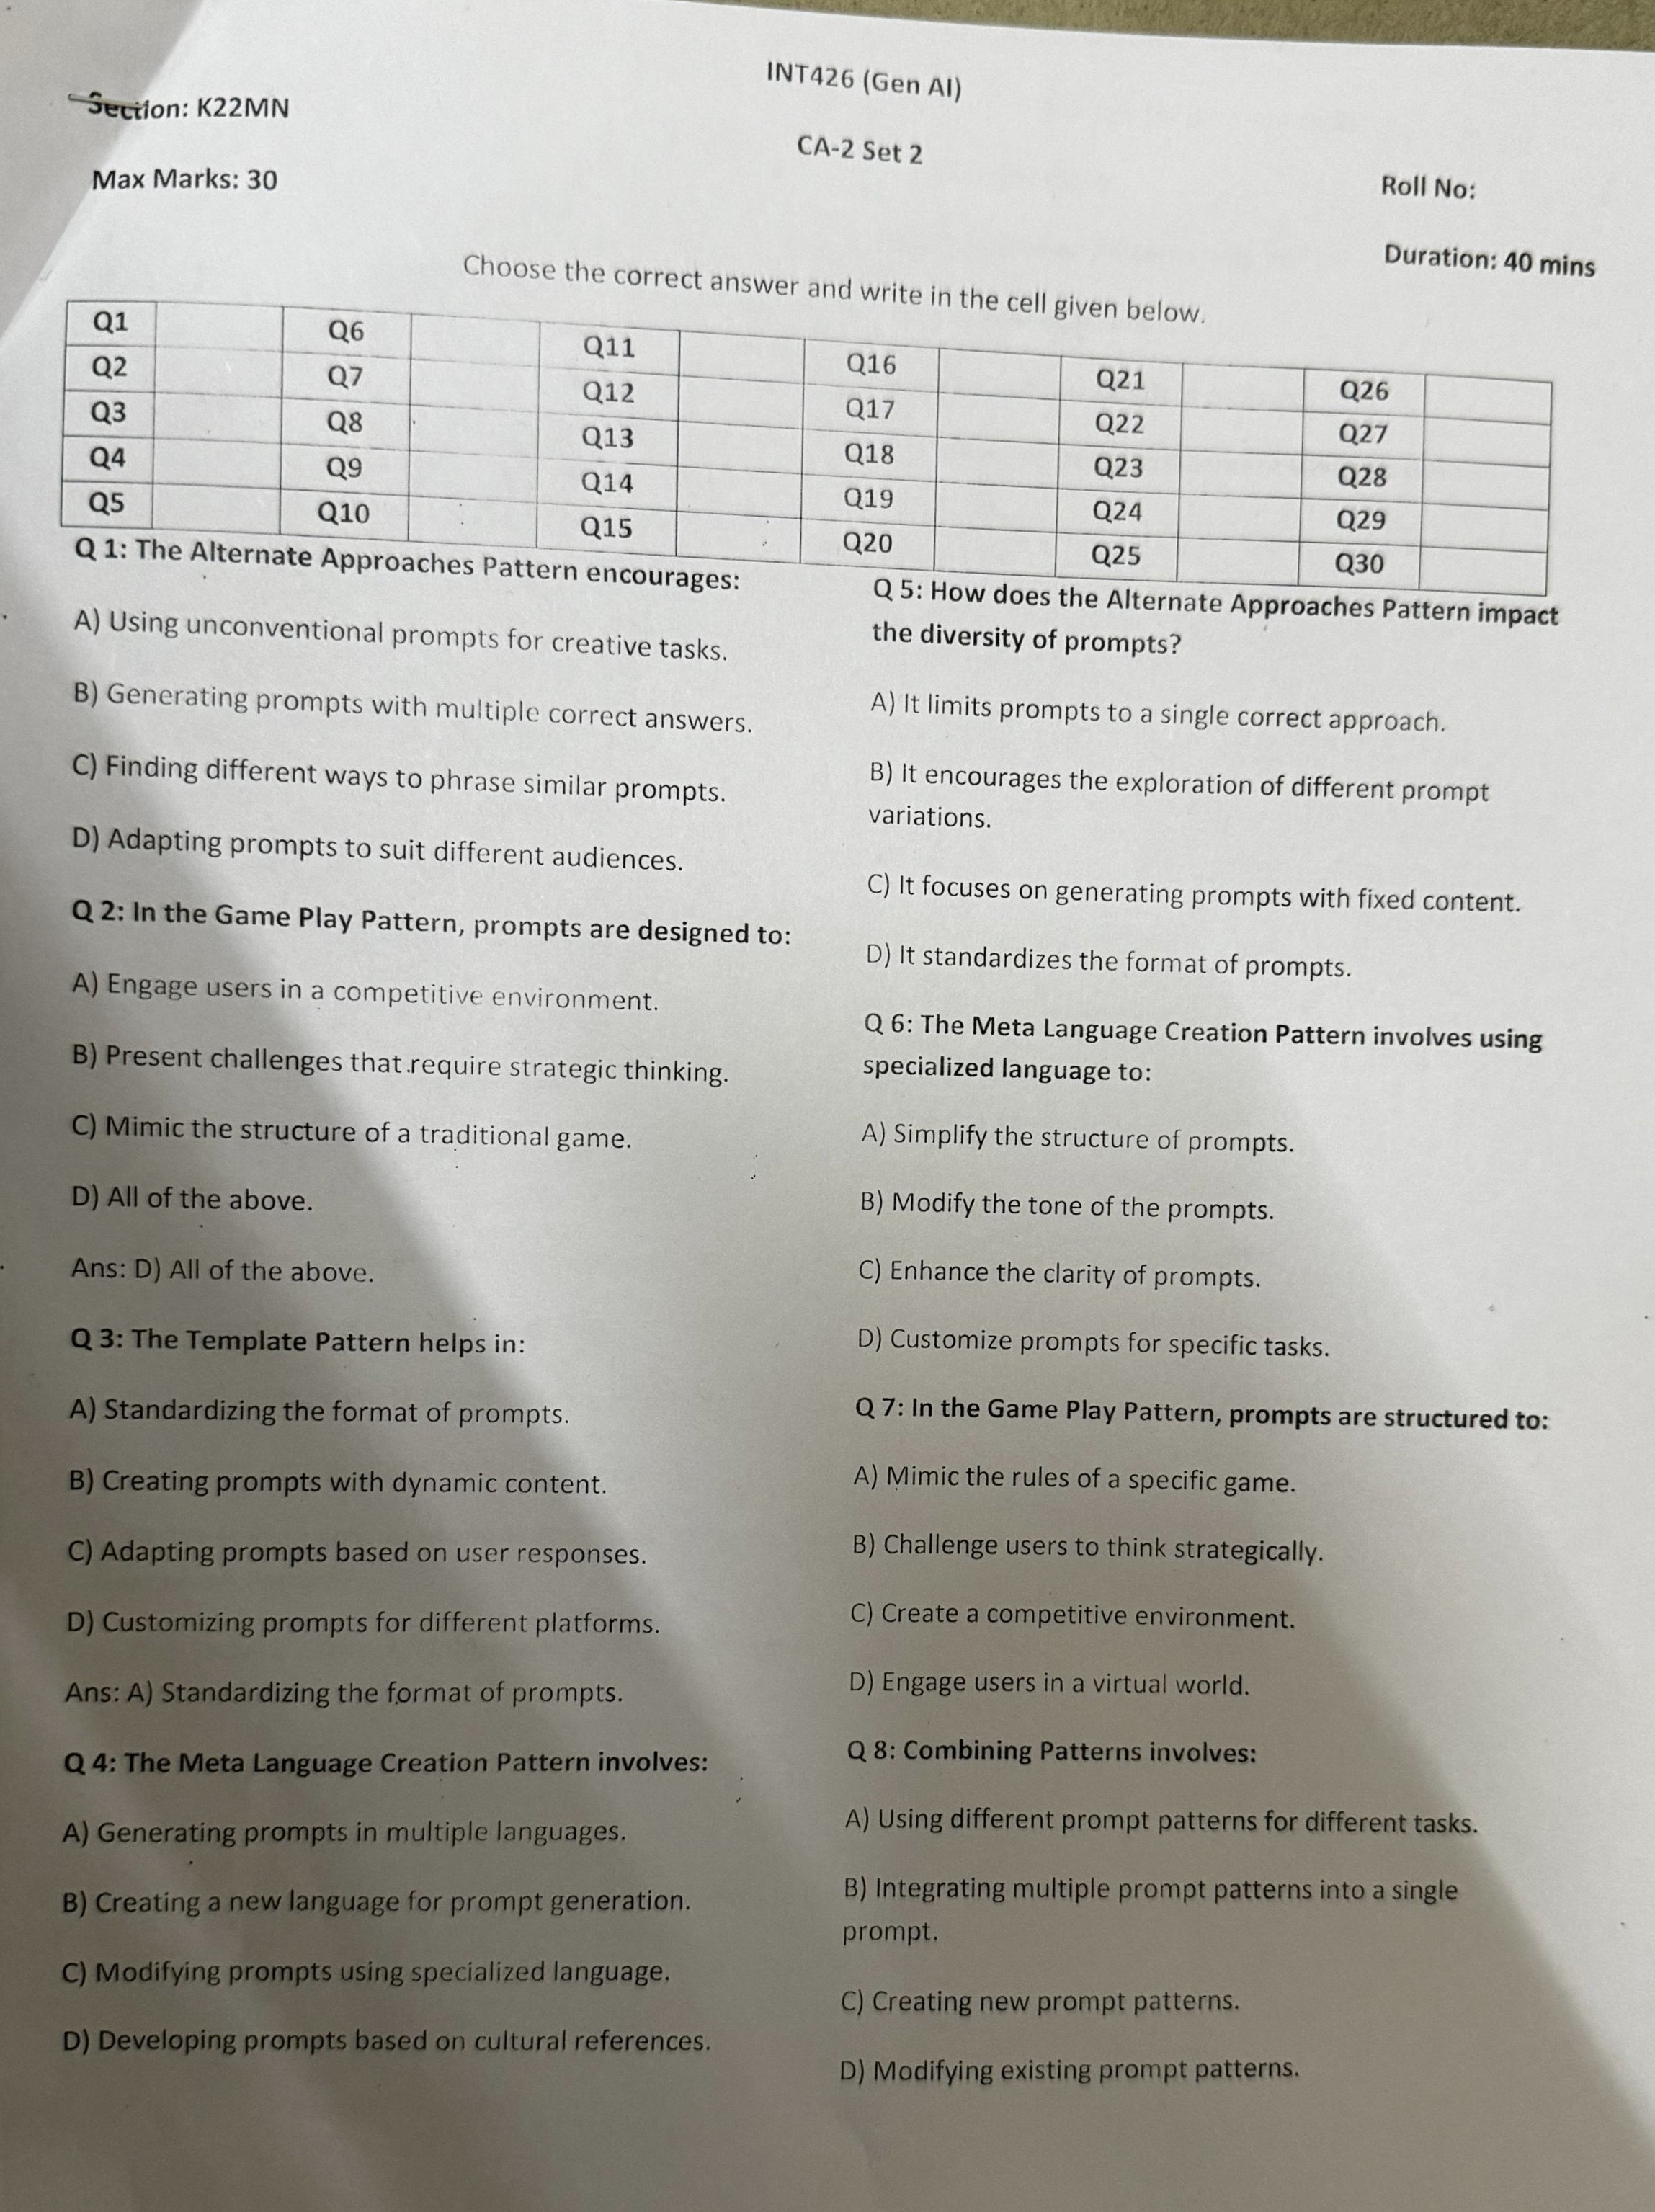 INT426 (Gen AI)
Section: K22MN
CA-2 Set 2
Max Marks: 30
Roll No:
Duration: 40 mins
Choose the correct answer and write in the cell given below.
Q1 Q6 Q11 Q16 Q21 Q26
Q2 Q7 Q12 Q17 Q22 Q27
Q3 Q8 Q13 Q18 Q23 Q28
Q4 Q9 Q14 Q19 Q24 Q29
Q5 Q10 Q15 Q20 Q25 Q30
Q 1: The Alternate Approaches Pattern encourages:
A) Using unconventional prompts for creative tasks.
B) Generating prompts with multiple correct answers.
C) Finding different ways to phrase similar prompts.
D) Adapting prompts to suit different audiences.
Q 2: In the Game Play Pattern, prompts are designed to:
A) Engage users in a competitive environment.
B) Present challenges that require strategic thinking.
C) Mimic the structure of a traditional game.
D) All of the above.
Ans: D) All of the above.
Q 3: The Template Pattern helps in:
A) Standardizing the format of prompts.
B) Creating prompts with dynamic content.
C) Adapting prompts based on user responses.
D) Customizing prompts for different platforms.
Ans: A) Standardizing the format of prompts.
Q 4: The Meta Language Creation Pattern involves:
A) Generating prompts in multiple languages.
B) Creating a new language for prompt generation.
C) Modifying prompts using specialized language.
D) Developing prompts based on cultural references.
Q 5: How does the Alternate Approaches Pattern impact
the diversity of prompts?
A) It limits prompts to a single correct approach.
B) It encourages the exploration of different prompt
variations.
C) It focuses on generating prompts with fixed content.
D) It standardizes the format of prompts.
Q 6: The Meta Language Creation Pattern involves using
specialized language to:
A) Simplify the structure of prompts.
B) Modify the tone of the prompts.
C) Enhance the clarity of prompts.
D) Customize prompts for specific tasks.
Q 7: In the Game Play Pattern, prompts are structured to:
A) Mimic the rules of a specific game.
B) Challenge users to think strategically.
C) Create a competitive environment.
D) Engage users in a virtual world.
Q 8: Combining Patterns involves:
A) Using different prompt patterns for different tasks.
B) Integrating multiple prompt patterns into a single
prompt.
C) Creating new prompt patterns.
D) Modifying existing prompt patterns.